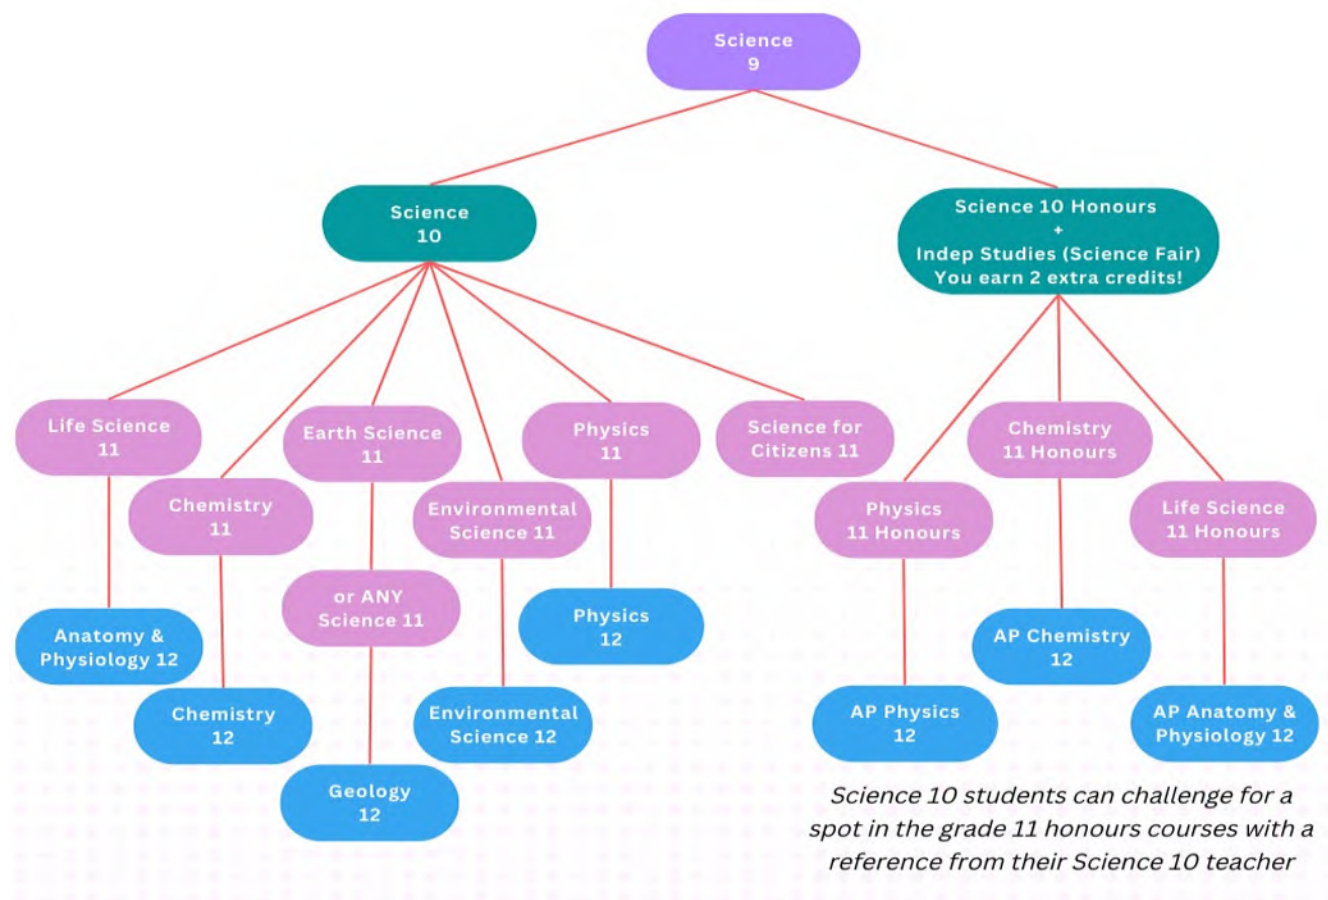 Science
9
Science
10
Science 10 Honours
+
Indep Studies (Science Fair)
You earn 2 extra credits!
Life Science
11
Chemistry
11
Earth Science
11
Environmental
Science 11
Physics
11
Science for
Citizens 11
Physics
11 Honours
Chemistry
11 Honours
Life Science
11 Honours
or ANY
Science 11
Anatomy &
Physiology 12
Chemistry
12
Geology
12
Environmental
Science 12
Physics
12
AP Physics
12
AP Chemistry
12
AP Anatomy &
Physiology 12
Science 10 students can challenge for a
spot in the grade 11 honours courses with a
reference from their Science 10 teacher